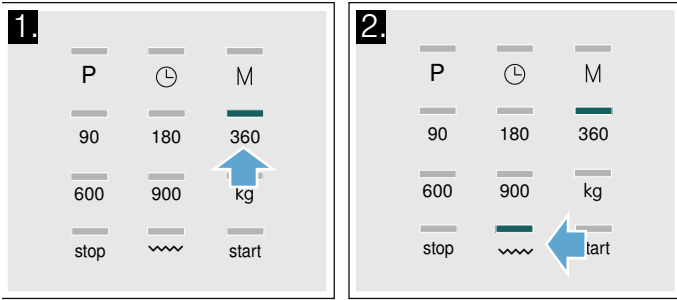 1.
P M
90 180 360
600 900 kg
stop start
2.
P M
90 180 360
600 900 kg
stop tart